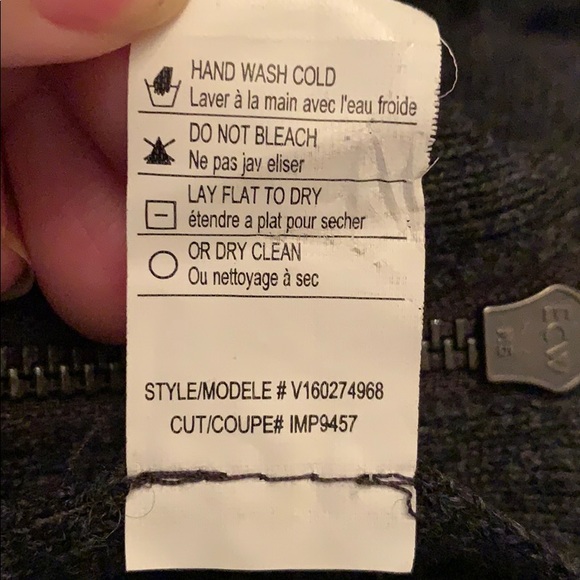 HAND WASH COLD
Laver à la main avec l'eau froide
DO NOT BLEACH
Ne pas jav eliser
LAY FLAT TO DRY
étendre a plat pour secher
OR DRY CLEAN
Ou nettoyage à sec
STYLE/MODELE # V160274968
CUT/COUPE# IMP9457